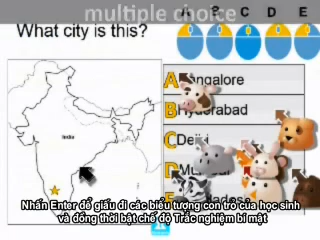 multiple choice
A B C D E
What city is this?
A angalore
B Hyderabad
C Delhi
D
India
Nhấn Enter để giấu đi các biểu tượng con trỏ của học sinh
và đồng thời bật chế độ Trắc nghiệm bí mật